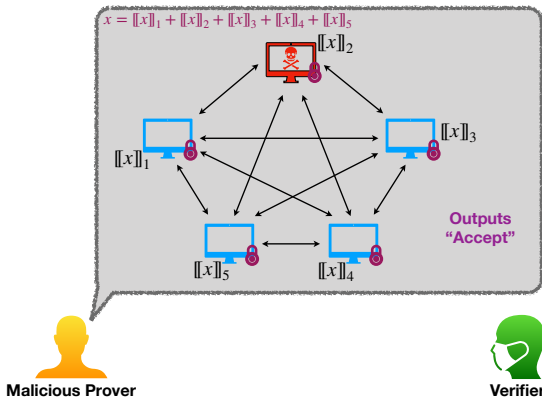 x = ⟦x⟧₁ + ⟦x⟧₂ + ⟦x⟧₃ + ⟦x⟧₄ + ⟦x⟧₅
⟦x⟧₂
⟦x⟧₁
⟦x⟧₃
Outputs
“Accept”
⟦x⟧₅
⟦x⟧₄
Malicious Prover
Verifier